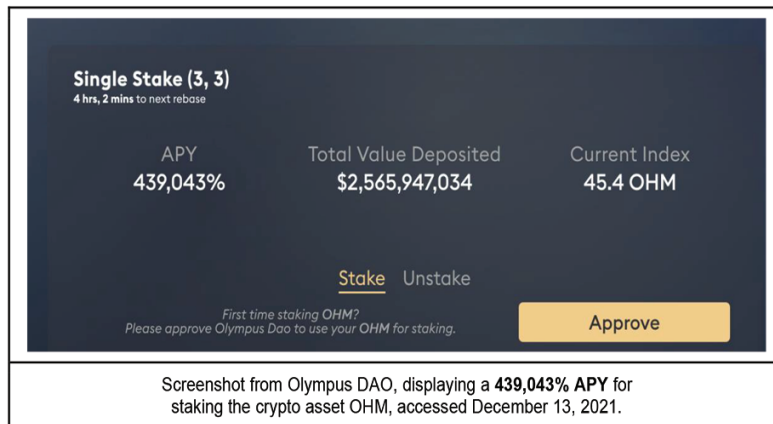 Single Stake (3, 3)
4 hrs, 2 mins to next rebase
APY Total Value Deposited Current Index
439,043% $2,565,947,034 45.4 OHM
Stake Unstake
First time staking OHM?
Please approve Olympus Dao to use your OHM for staking.
Approve
Screenshot from Olympus DAO, displaying a 439,043% APY for
staking the crypto asset OHM, accessed December 13, 2021.